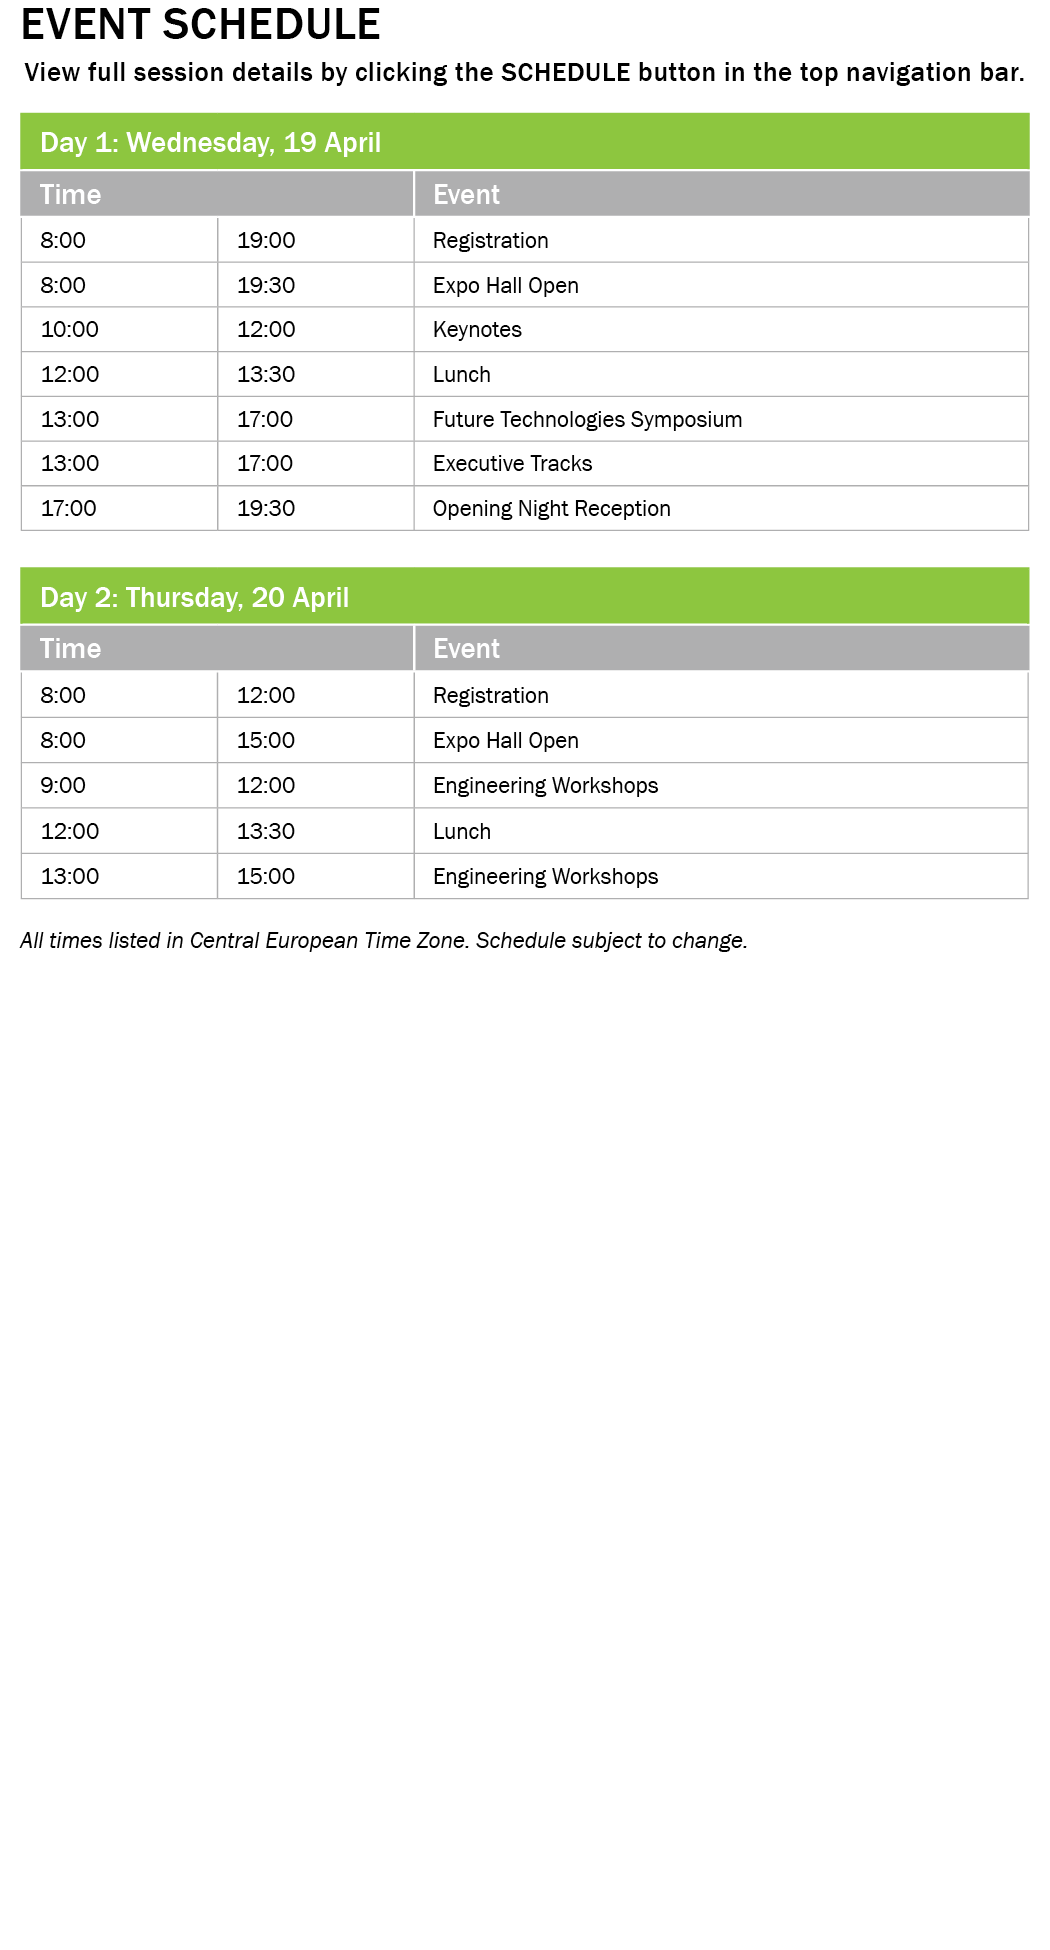 EVENT SCHEDULE
View full session details by clicking the SCHEDULE button in the top navigation bar.
Day 1: Wednesday, 19 April
Time Event
8:00 19:00 Registration
8:00 19:30 Expo Hall Open
10:00 12:00 Keynotes
12:00 13:30 Lunch
13:00 17:00 Future Technologies Symposium
13:00 17:00 Executive Tracks
17:00 19:30 Opening Night Reception
Day 2: Thursday, 20 April
Time Event
8:00 12:00 Registration
8:00 15:00 Expo Hall Open
9:00 12:00 Engineering Workshops
12:00 13:30 Lunch
13:00 15:00 Engineering Workshops
All times listed in Central European Time Zone. Schedule subject to change.